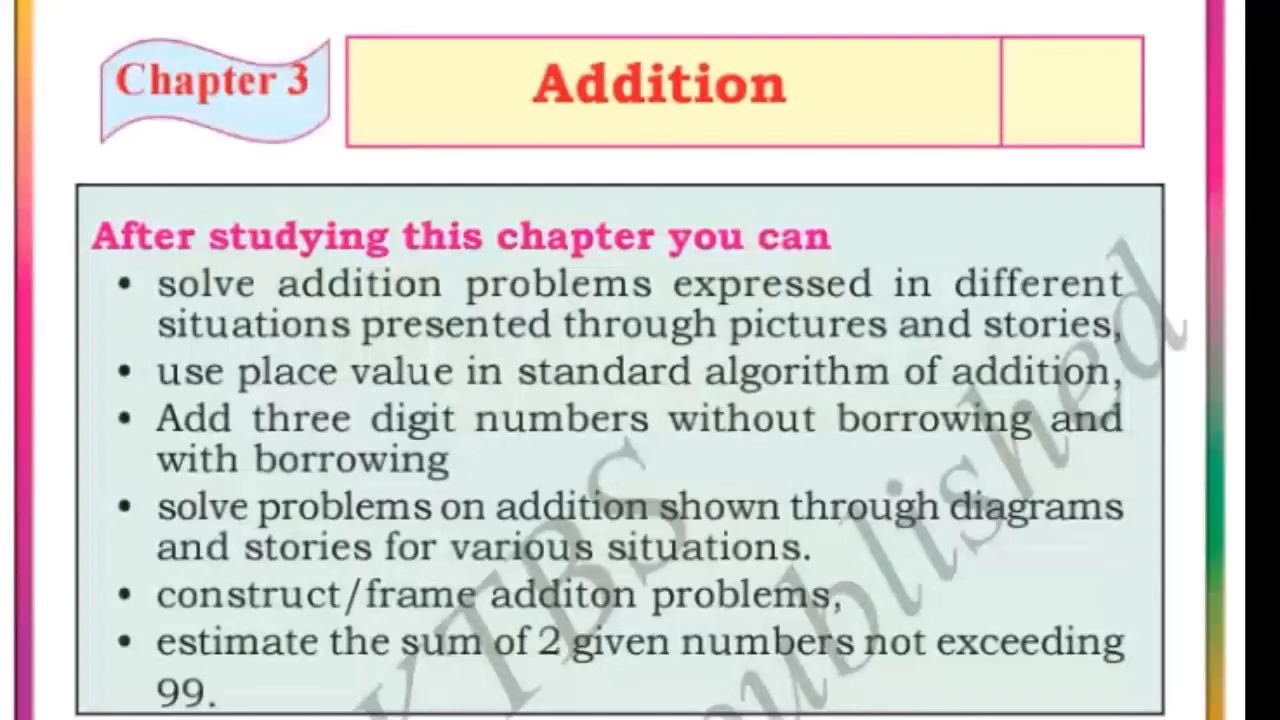 Chapter 3
Addition
After studying this chapter you can
• solve addition problems expressed in different
situations presented through pictures and stories,
• use place value in standard algorithm of addition,
• Add three digit numbers without borrowing and
with borrowing
• solve problems on addition shown through diagrams
and stories for various situations.
• construct/frame additon problems,
• estimate the sum of 2 given numbers not exceeding
99.
KTBS
published